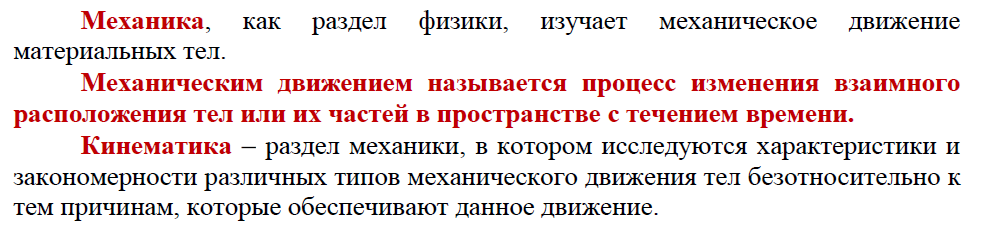 Механика, как раздел физики, изучает механическое движение
материальных тел.
Механическим движением называется процесс изменения взаимного
расположения тел или их частей в пространстве с течением времени.
Кинематика – раздел механики, в котором исследуются характеристики и
закономерности различных типов механического движения тел безотносительно к
тем причинам, которые обеспечивают данное движение.